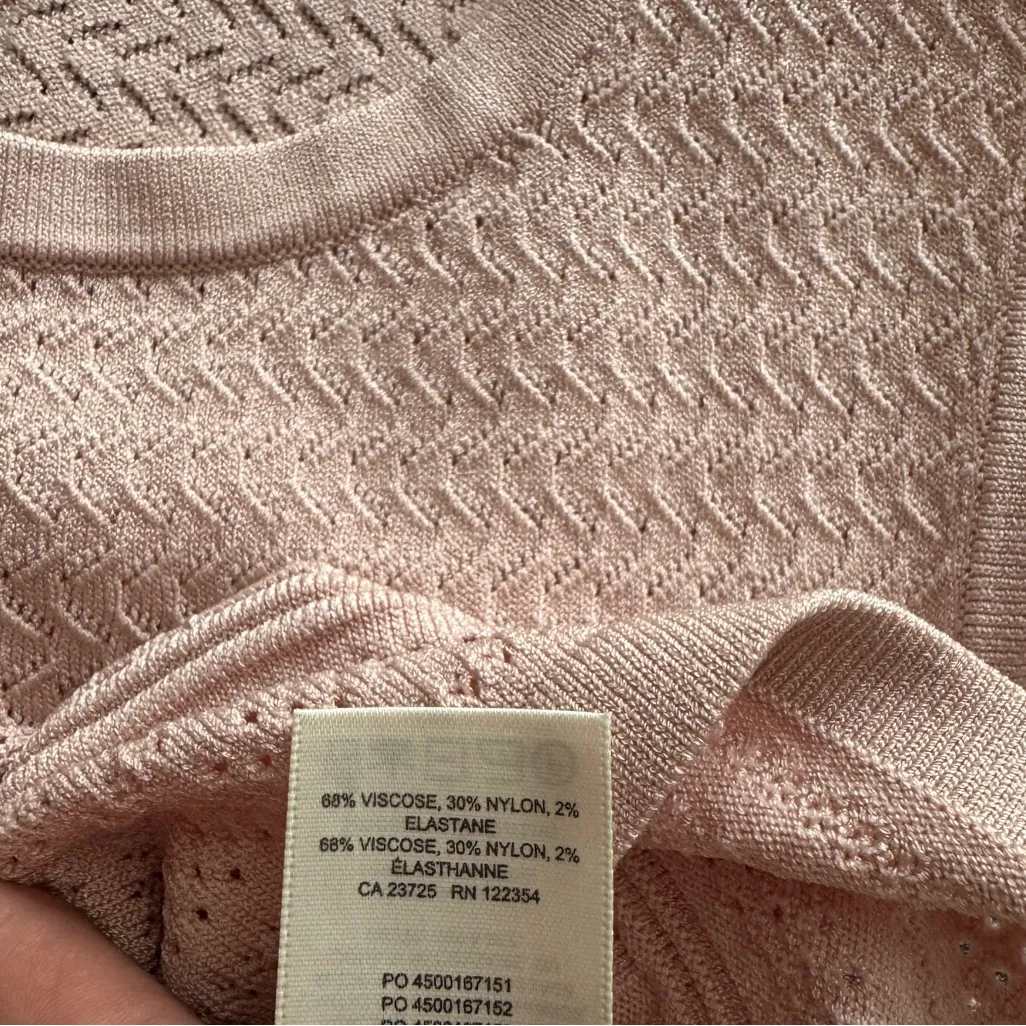 68% VISCOSE, 30% NYLON, 2%
ELASTANE
68% VISCOSE, 30% NYLON, 2%
ÉLASTHANNE
CA 23725 RN 122354
PO 4500167151
PO 4500167152
PO